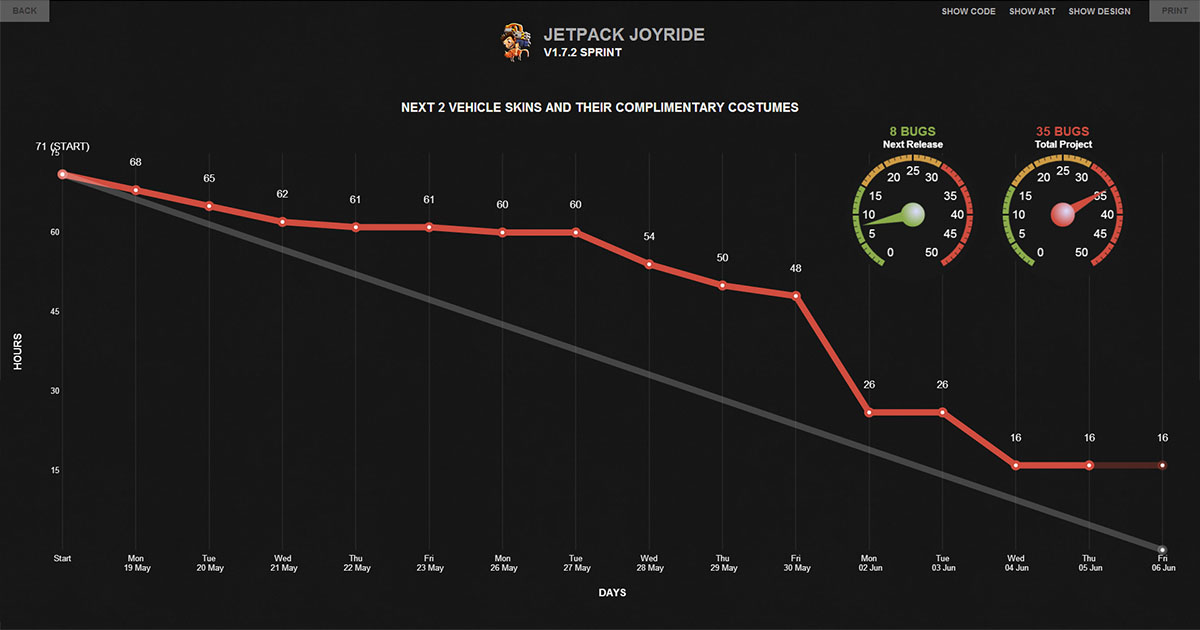 BACK
SHOW CODE SHOW ART SHOW DESIGN PRINT
JETPACK JOYRIDE
V1.7.2 SPRINT
NEXT 2 VEHICLE SKINS AND THEIR COMPLIMENTARY COSTUMES
8 BUGS
Next Release
0 5 10 15 20 25 30 35 40 45 50
35 BUGS
Total Project
0 5 10 15 20 25 30 35 40 45 50
71 (START) 68 65 62 61 61 60 60 54 50 48 26 26 16 16 16
75
60
45
30
15
HOURS
Start
Mon
19 May
Tue
20 May
Wed
21 May
Thu
22 May
Fri
23 May
Mon
26 May
Tue
27 May
Wed
28 May
Thu
29 May
Fri
30 May
Mon
02 Jun
Tue
03 Jun
Wed
04 Jun
Thu
05 Jun
Fri
06 Jun
DAYS